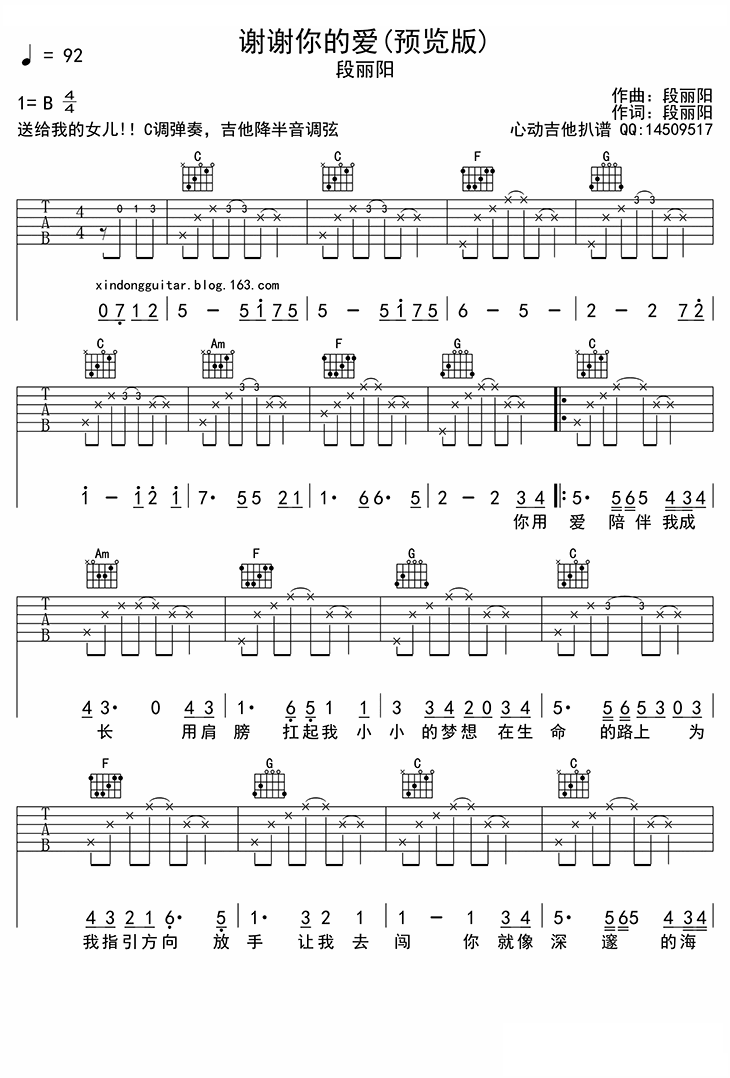 谢谢你的爱(预览版)
♩ = 92
段丽阳
1= B 4/4
作曲：段丽阳
作词：段丽阳
送给我的女儿!! C调弹奏，吉他降半音调弦
心动吉他扒谱 QQ:14509517
C C F G
T A B 4 4 0 1 3 3 3 3 3 3 3
xindongguitar.blog.163.com
0 7 1 2 | 5 - 5 i 7 5 | 5 - 5 i 7 5 | 6 - 5 - | 2 - 2 7 2
C Am F G C
T A B 3 3 3 3
i - i 2 i | 7· 5 5 2 1 | 1· 6 6· 5 | 2 - 2 3 4 |: 5· 5 6 5 4 3 4
你用 爱 陪伴我成
Am F G C
T A B 3 3
4 3· 0 4 3 | 1· 6 5 1 1 | 3 3 4 2 0 3 4 | 5· 5 6 5 3 0 3
长 用肩 膀 扛起我 小 小 的梦想 在生 命 的路上 为
F G C C
T A B
4 3 2 1 6· 5 | 1· 3 2 1 1 | 1 - 1 3 4 | 5· 5 6 5 4 3 4
我指引方向 放 手 让我 去 闯 你 就像 深 邃 的海